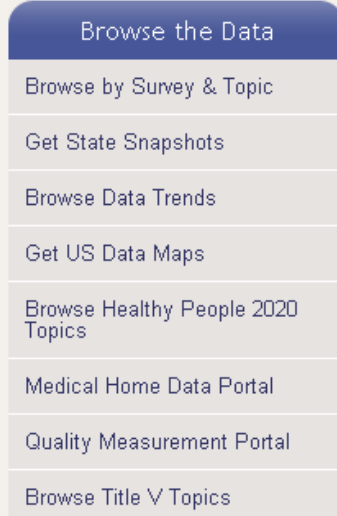 Browse the Data
Browse by Survey & Topic
Get State Snapshots
Browse Data Trends
Get US Data Maps
Browse Healthy People 2020
Topics
Medical Home Data Portal
Quality Measurement Portal
Browse Title V Topics